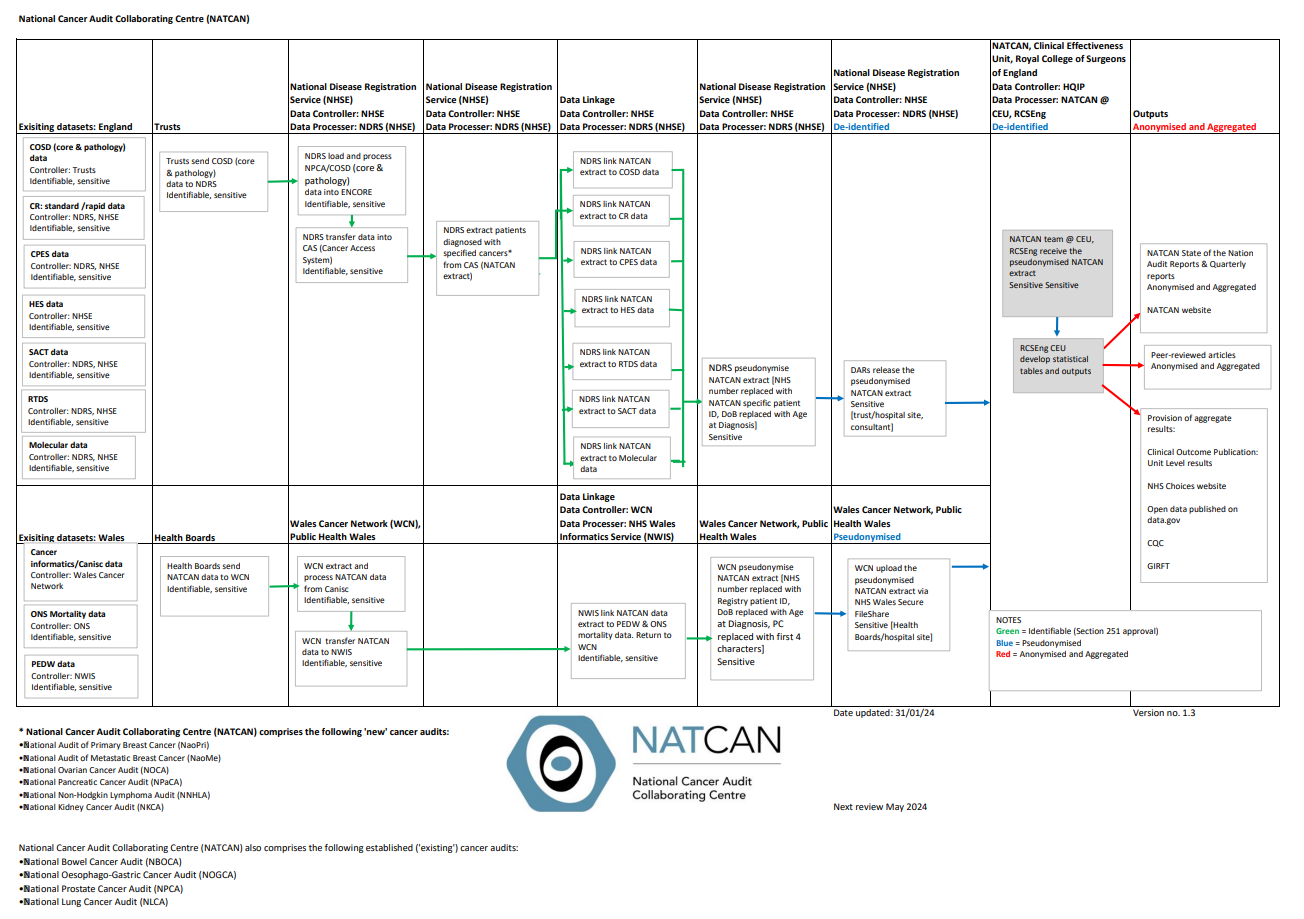 National Cancer Audit Collaborating Centre (NATCAN)
Exisiting datasets: England
Trusts
National Disease Registration
Service (NHSE)
Data Controller: NHSE
Data Processer: NDRS (NHSE)
National Disease Registration
Service (NHSE)
Data Controller: NHSE
Data Processer: NDRS (NHSE)
Data Linkage
Data Controller: NHSE
Data Processer: NDRS (NHSE)
National Disease Registration
Service (NHSE)
Data Controller: NHSE
Data Processer: NDRS (NHSE)
National Disease Registration
Service (NHSE)
Data Controller: NHSE
Data Processer: NDRS (NHSE)
De-identified
NATCAN, Clinical Effectiveness
Unit, Royal College of Surgeons
of England
Data Controller: HQIP
Data Processer: NATCAN @
CEU, RCSEng
De-identified
Outputs
Anonymised and Aggregated
COSD (core & pathology)
data
Controller: Trusts
Identifiable, sensitive
CR: standard /rapid data
Controller: NDRS, NHSE
Identifiable, sensitive
CPES data
Controller: NDRS, NHSE
Identifiable, sensitive
HES data
Controller: NHSE
Identifiable, sensitive
SACT data
Controller: NDRS, NHSE
Identifiable, sensitive
RTDS
Controller: NDRS, NHSE
Identifiable, sensitive
Molecular data
Controller: NDRS, NHSE
Identifiable, sensitive
Trusts send COSD (core
& pathology)
data to NDRS
Identifiable, sensitive
NDRS load and process
NPCA/COSD (core &
pathology)
data into ENCORE
Identifiable, sensitive
NDRS transfer data into
CAS (Cancer Access
System)
Identifiable, sensitive
NDRS extract patients
diagnosed with
specified cancers*
from CAS (NATCAN
extract)
NDRS link NATCAN
extract to COSD data
NDRS link NATCAN
extract to CR data
NDRS link NATCAN
extract to CPES data
NDRS link NATCAN
extract to HES data
NDRS link NATCAN
extract to RTDS data
NDRS link NATCAN
extract to SACT data
NDRS link NATCAN
extract to Molecular
data
NDRS pseudonymise
NATCAN extract [NHS
number replaced with
NATCAN specific patient
ID, DoB replaced with Age
at Diagnosis]
Sensitive
DARs release the
pseudonymised
NATCAN extract
Sensitive
[trust/hospital site,
consultant]
NATCAN team @ CEU,
RCSEng receive the
pseudonymised NATCAN
extract
Sensitive Sensitive
RCSEng CEU
develop statistical
tables and outputs
NATCAN State of the Nation
Audit Reports & Quarterly
reports
Anonymised and Aggregated
NATCAN website
Peer-reviewed articles
Anonymised and Aggregated
Provision of aggregate
results:
Clinical Outcome Publication:
Unit Level results
NHS Choices website
Open data published on
data.gov
CQC
GIRFT
Exisiting datasets: Wales
Health Boards
Wales Cancer Network (WCN),
Public Health Wales
Data Linkage
Data Controller: WCN
Data Processer: NHS Wales
Informatics Service (NWIS)
Wales Cancer Network, Public
Health Wales
Wales Cancer Network, Public
Health Wales
Pseudonymised
Cancer
informatics/Canisc data
Controller: Wales Cancer
Network
ONS Mortality data
Controller: ONS
Identifiable, sensitive
PEDW data
Controller: NWIS
Identifiable, sensitive
Health Boards send
NATCAN data to WCN
Identifiable, sensitive
WCN extract and
process NATCAN data
from Canisc
Identifiable, sensitive
WCN transfer NATCAN
data to NWIS
Identifiable, sensitive
NWIS link NATCAN data
extract to PEDW & ONS
mortality data. Return to
WCN
Identifiable, sensitive
WCN pseudonymise
NATCAN extract [NHS
number replaced with
Registry patient ID,
DoB replaced with Age
at Diagnosis, PC
replaced with first 4
characters]
Sensitive
WCN upload the
pseudonymised
NATCAN extract via
NHS Wales Secure
FileShare
Sensitive [Health
Boards/hospital site]
NOTES
Green = Identifiable (Section 251 approval)
Blue = Pseudonymised
Red = Anonymised and Aggregated
Date updated: 31/01/24
Version no. 1.3
* National Cancer Audit Collaborating Centre (NATCAN) comprises the following 'new' cancer audits:
•National Audit of Primary Breast Cancer (NaoPri)
•National Audit of Metastatic Breast Cancer (NaoMe)
•National Ovarian Cancer Audit (NOCA)
•National Pancreatic Cancer Audit (NPaCA)
•National Non-Hodgkin Lymphoma Audit (NNHLA)
•National Kidney Cancer Audit (NKCA)
NATCAN
National Cancer Audit
Collaborating Centre
Next review May 2024
National Cancer Audit Collaborating Centre (NATCAN) also comprises the following established ('existing') cancer audits:
•National Bowel Cancer Audit (NBOCA)
•National Oesophago-Gastric Cancer Audit (NOGCA)
•National Prostate Cancer Audit (NPCA)
•National Lung Cancer Audit (NLCA)